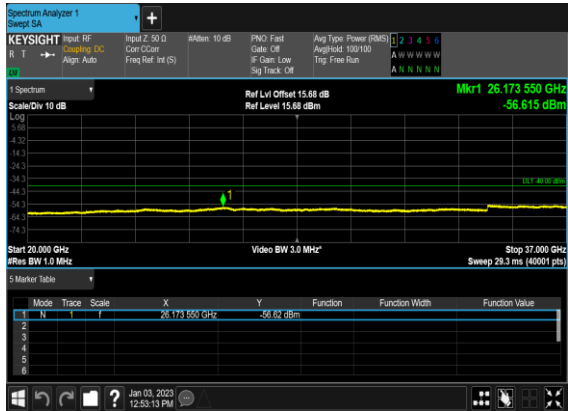 Spectrum Analyzer 1
Swept SA
KEYSIGHT Input: RF Input Z: 50 Ω #Atten: 10 dB PNO: Fast Avg Type: Power (RMS) 1 2 3 4 5 6
R T Coupling: DC Corr CCorr Gate: Off Avg|Hold: 100/100 A W W W W W
Align: Auto Freq Ref: Int (S) IF Gain: Low Trig: Free Run
LXI Sig Track: Off A N N N N N
1 Spectrum Ref Lvl Offset 15.68 dB Mkr1 26.173 550 GHz
Scale/Div 10 dB Ref Level 15.68 dBm -56.615 dBm
Log
5.68
-4.32
-14.3
-24.3
-34.3
DL1 -40.00 dBm
-44.3
1
-54.3
-64.3
-74.3
Start 20.000 GHz Video BW 3.0 MHz* Stop 37.000 GHz
#Res BW 1.0 MHz Sweep 29.3 ms (40001 pts)
5 Marker Table
Mode Trace Scale X Y Function Function Width Function Value
1 N 1 f 26.173 550 GHz -56.62 dBm
2
3
4
5
6
? Jan 03, 2023
12:53:13 PM